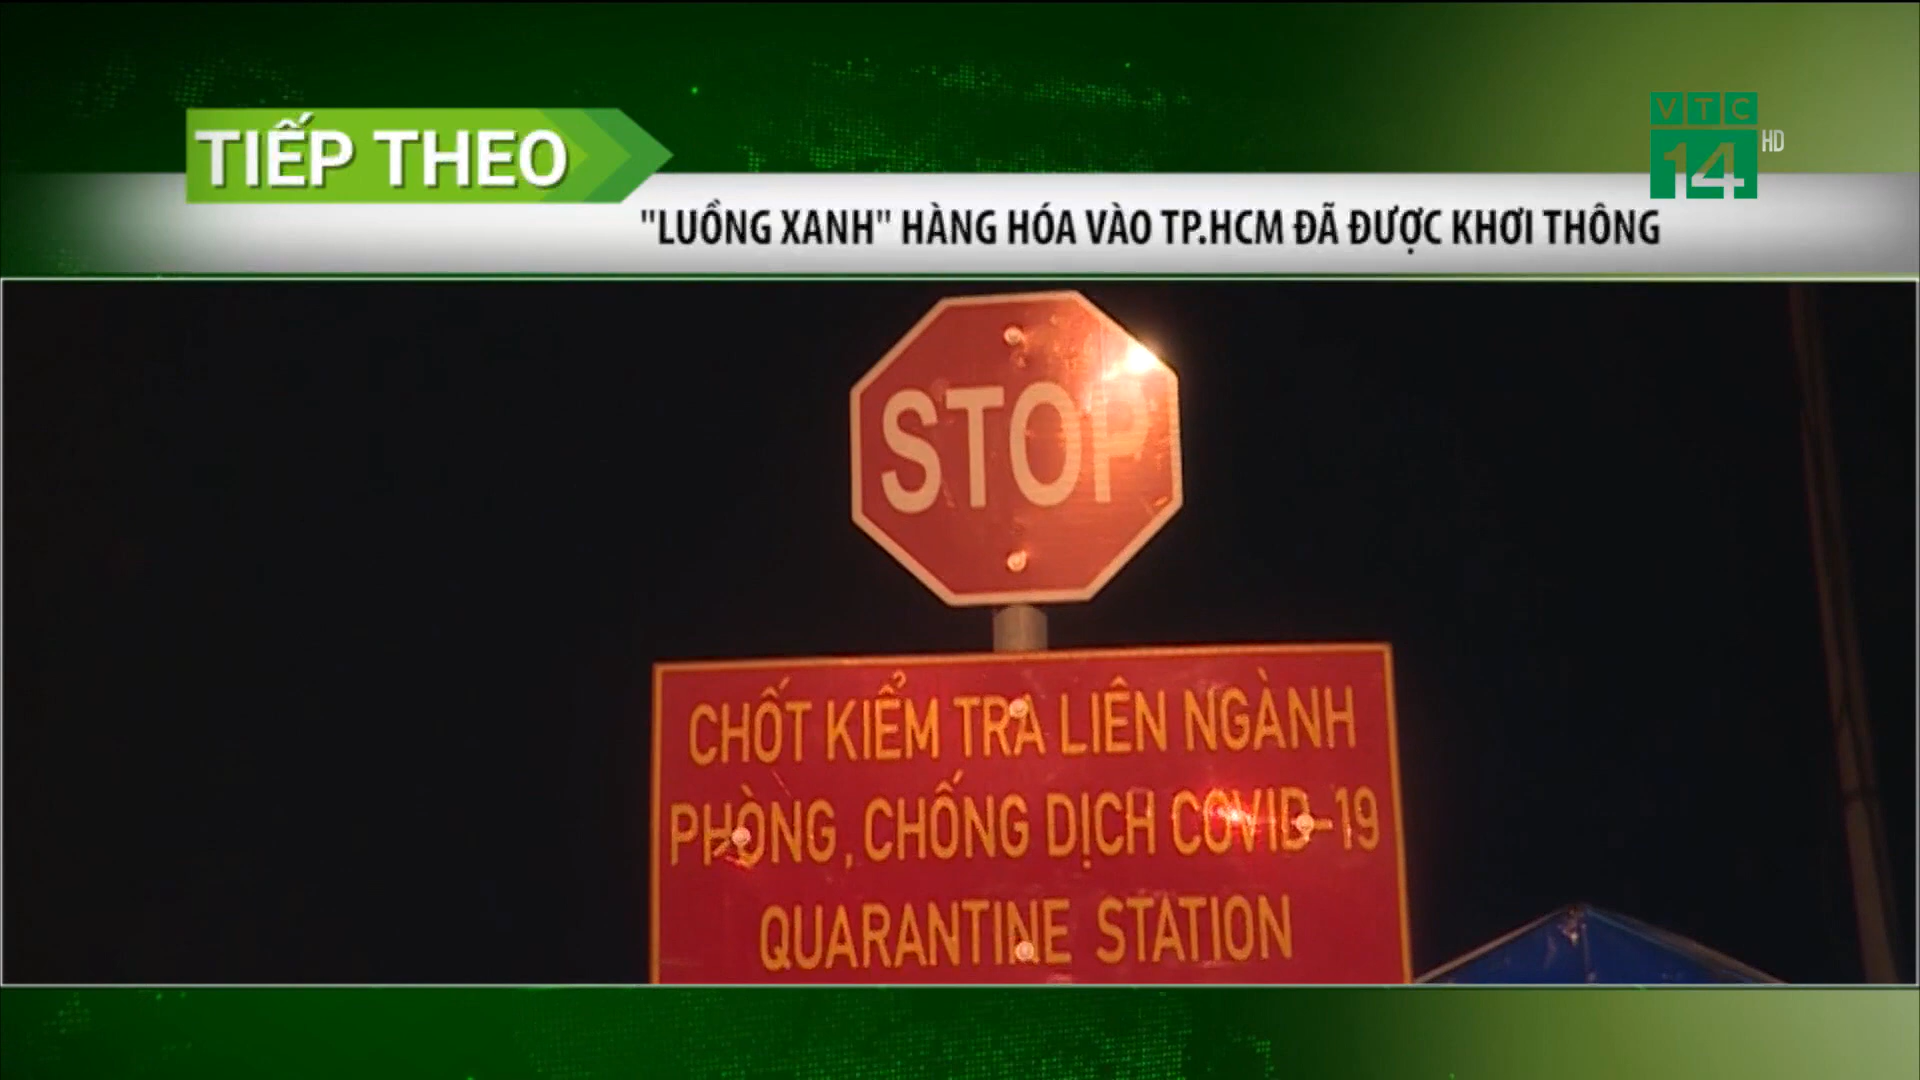 VTC
14 HD
TIẾP THEO
"LUỒNG XANH" HÀNG HÓA VÀO TP.HCM ĐÃ ĐƯỢC KHƠI THÔNG
STOP
CHỐT KIỂM TRA LIÊN NGÀNH
PHÒNG, CHỐNG DỊCH COVID-19
QUARANTINE STATION